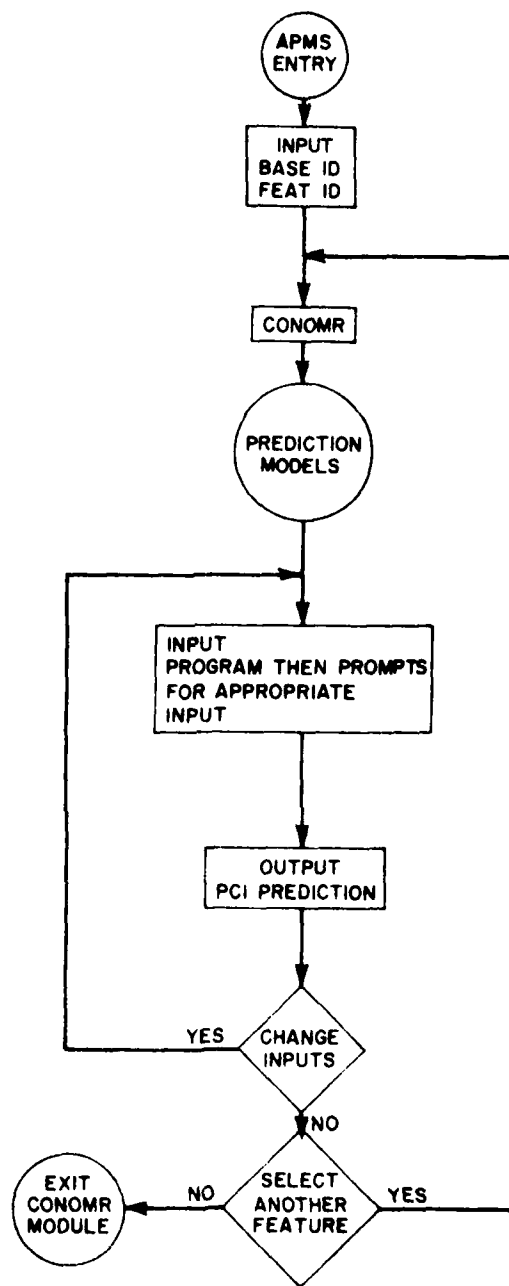 APMS
ENTRY
INPUT
BASE ID
FEAT ID
CONOMR
PREDICTION
MODELS
INPUT
PROGRAM THEN PROMPTS
FOR APPROPRIATE
INPUT
OUTPUT
PCI PREDICTION
YES
CHANGE
INPUTS
NO
EXIT
CONOMR
MODULE
NO
SELECT
ANOTHER
FEATURE
YES